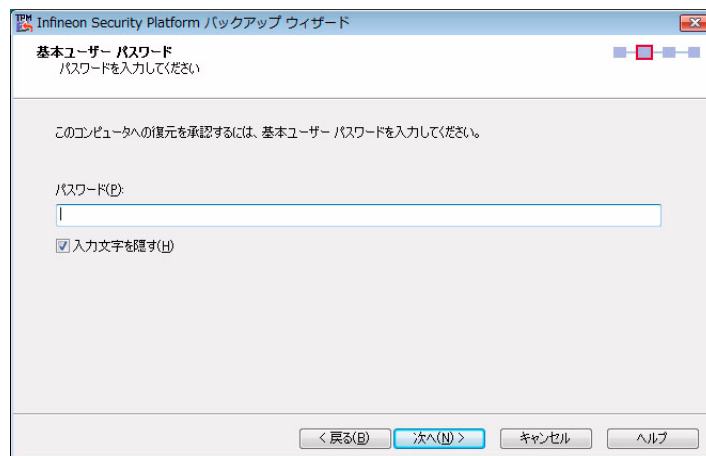 TPM Infineon Security Platform バックアップ ウィザード
基本ユーザー パスワード
パスワードを入力してください
このコンピュータへの復元を承認するには、基本ユーザー パスワードを入力してください。
パスワード(P):
入力文字を隠す(H)
< 戻る(B) 次へ(N) > キャンセル ヘルプ